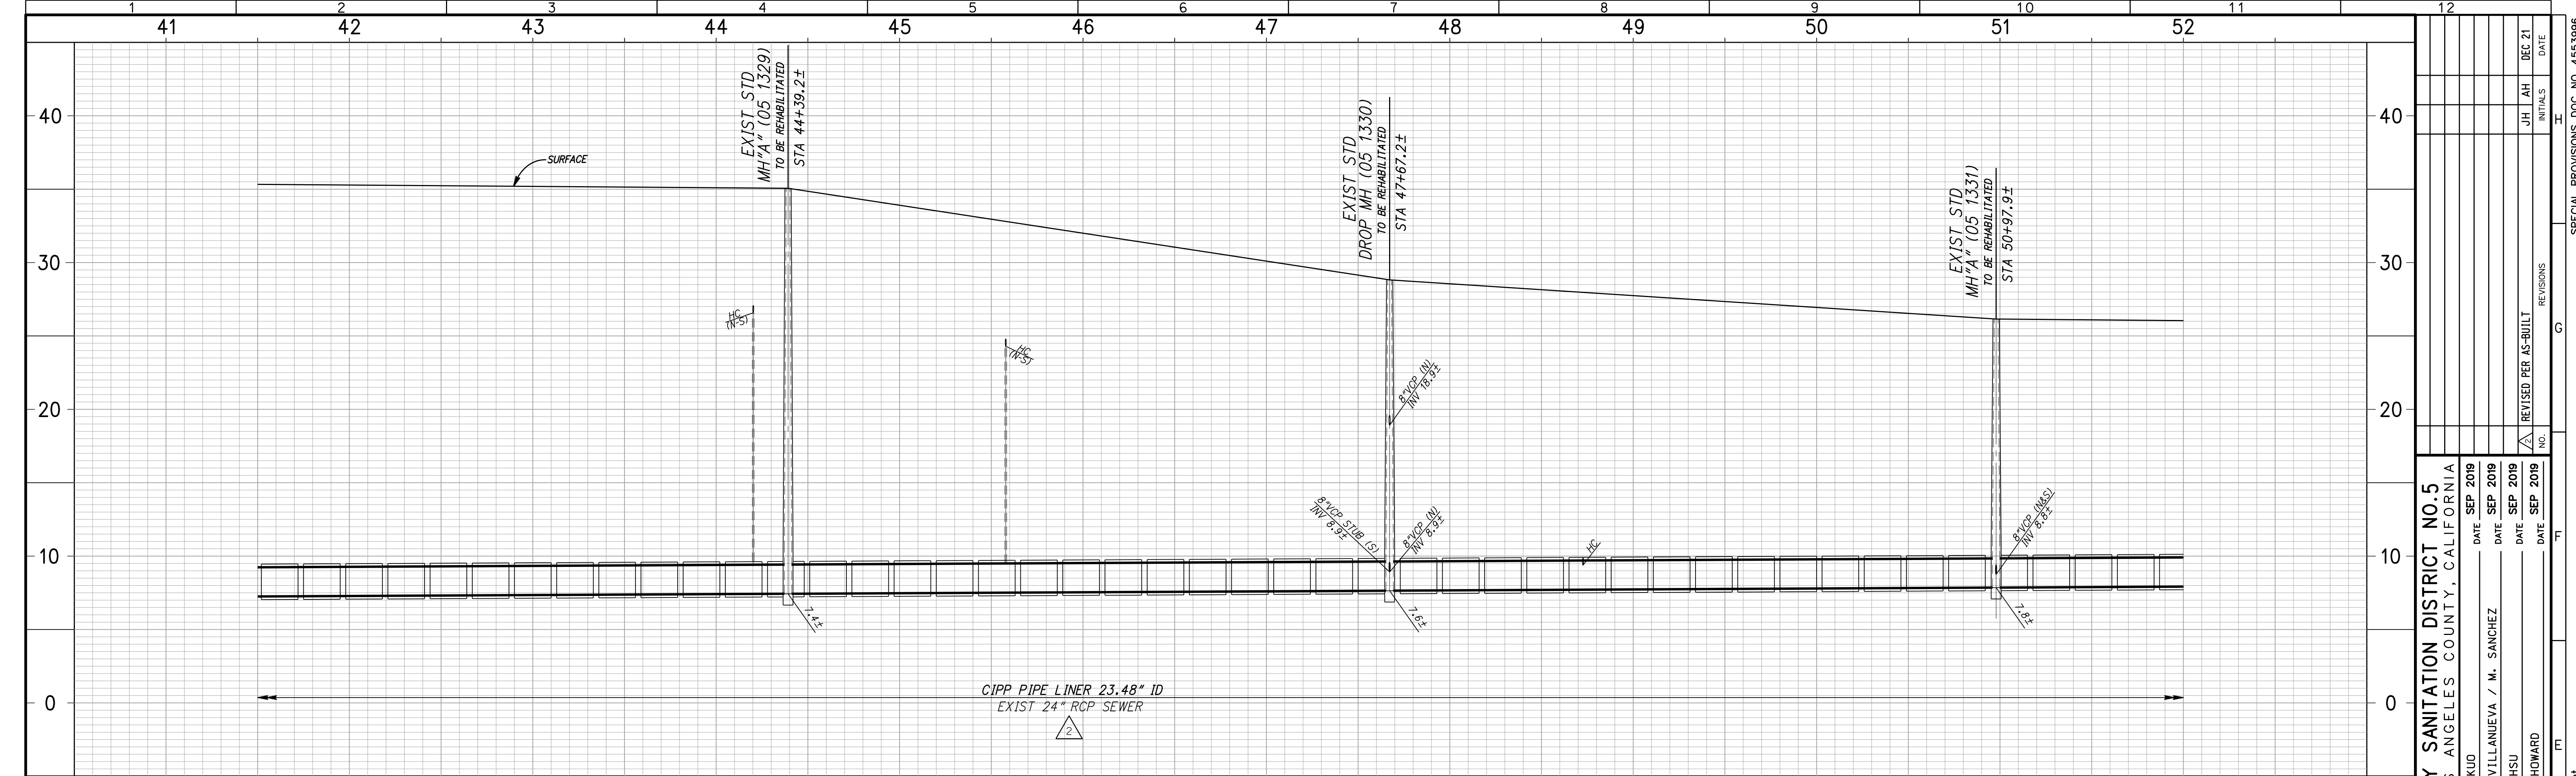 1 2 3 4 5 6 7 8 9 10 11 12
41 42 43 44 45 46 47 48 49 50 51 52
40
30
20
10
0
SURFACE
EXIST STD
MH"A" (05 1329)
TO BE REHABILITATED
STA 44+39.2±
HC
(N-S)
HC
(N-S)
EXIST STD
DROP MH (05 1330)
TO BE REHABILITATED
STA 47+67.2±
8"VCP (N)
INV 18.9±
8"VCP STUB (S)
INV 8.9±
8"VCP (N)
INV 8.9±
HC
EXIST STD
MH"A" (05 1331)
TO BE REHABILITATED
STA 50+97.9±
8"VCP (N&S)
INV 8.8±
7.4±
7.6±
7.8±
CIPP PIPE LINER 23.48" ID
EXIST 24" RCP SEWER
2
40
30
20
10
0
DEC 21
DATE
JH AH
INITIALS
REVISED PER AS-BUILT
REVISIONS
2
NO.
H
G
F
E
Y SANITATION DISTRICT NO.5
ANGELES COUNTY, CALIFORNIA
KUO DATE SEP 2019
VILLANUEVA / M. SANCHEZ DATE SEP 2019
HSU DATE SEP 2019
HOWARD DATE SEP 2019